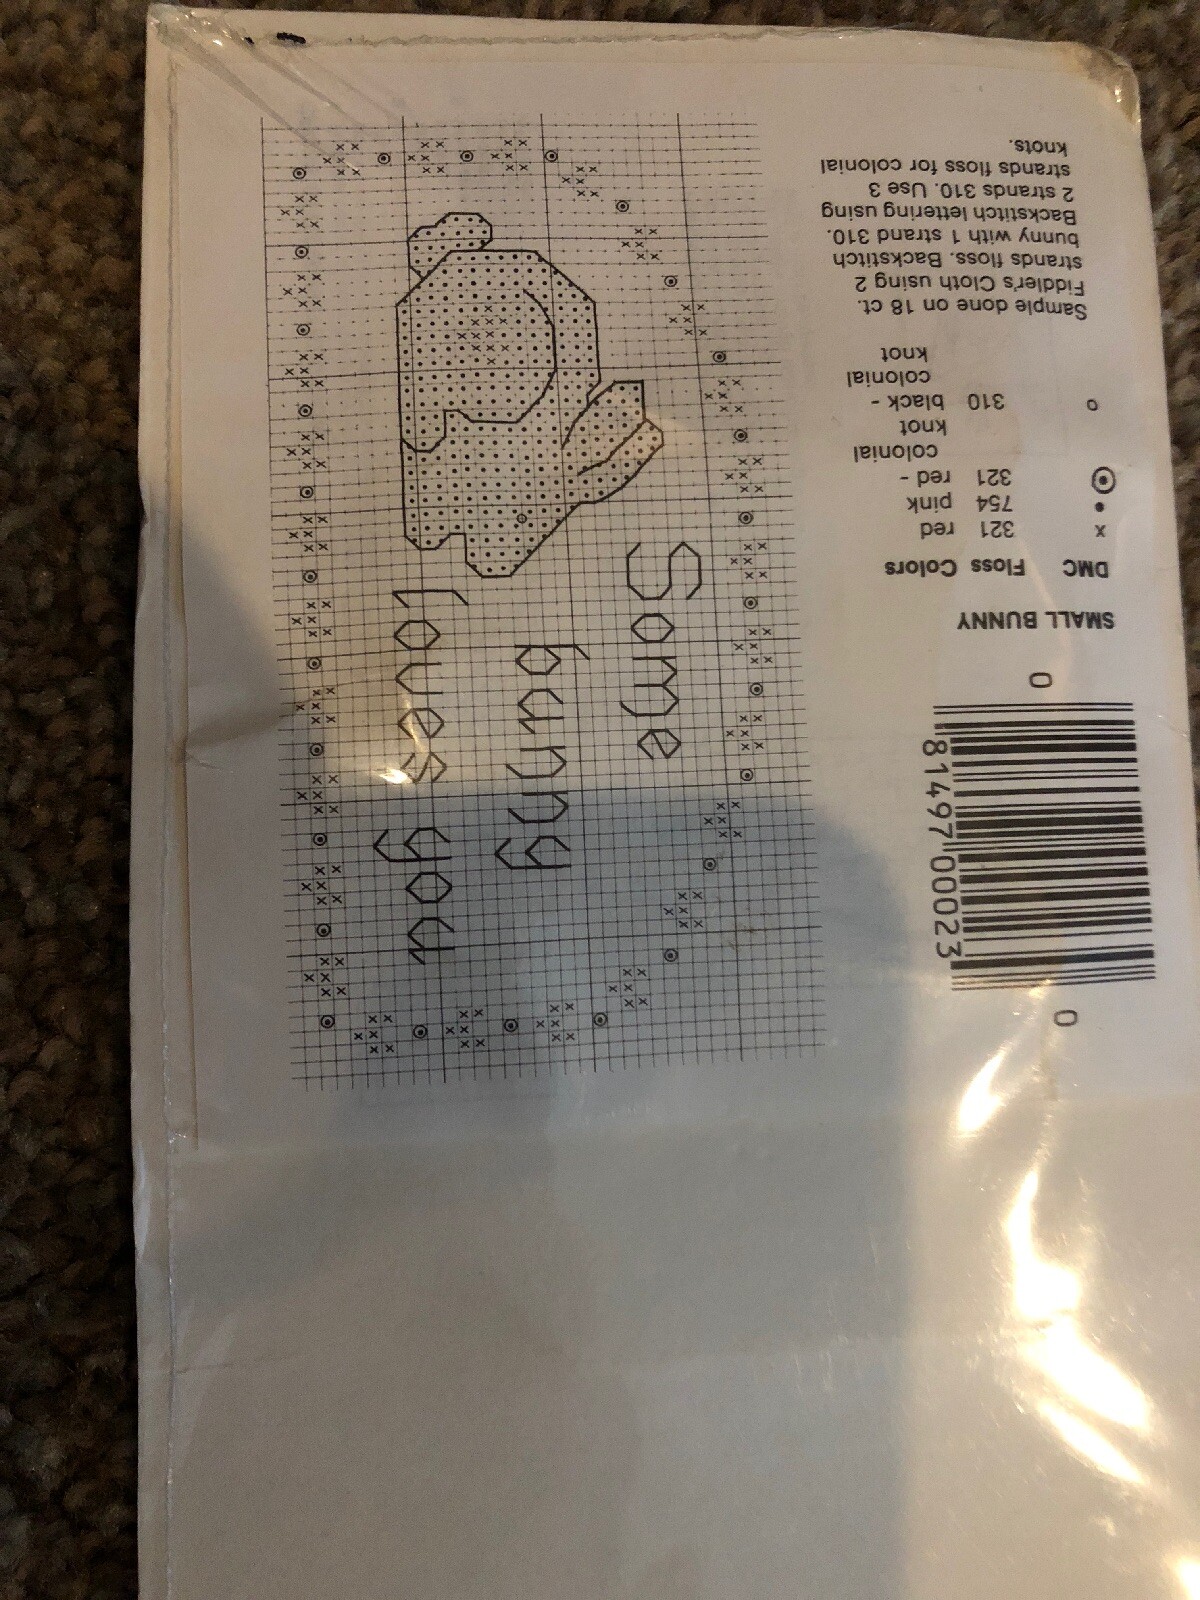 SMALL BUNNY
DMC Floss Colors
x 321 red
• 754 pink
321 red -
colonial
knot
o 310 black -
colonial
knot
Sample done on 18 ct.
Fiddler's Cloth using 2
strands floss. Backstitch
bunny with 1 strand 310.
Backstitch lettering using
2 strands 310. Use 3
strands floss for colonial
knots.
Some
bunny
loves
you
0 81497 00023 0